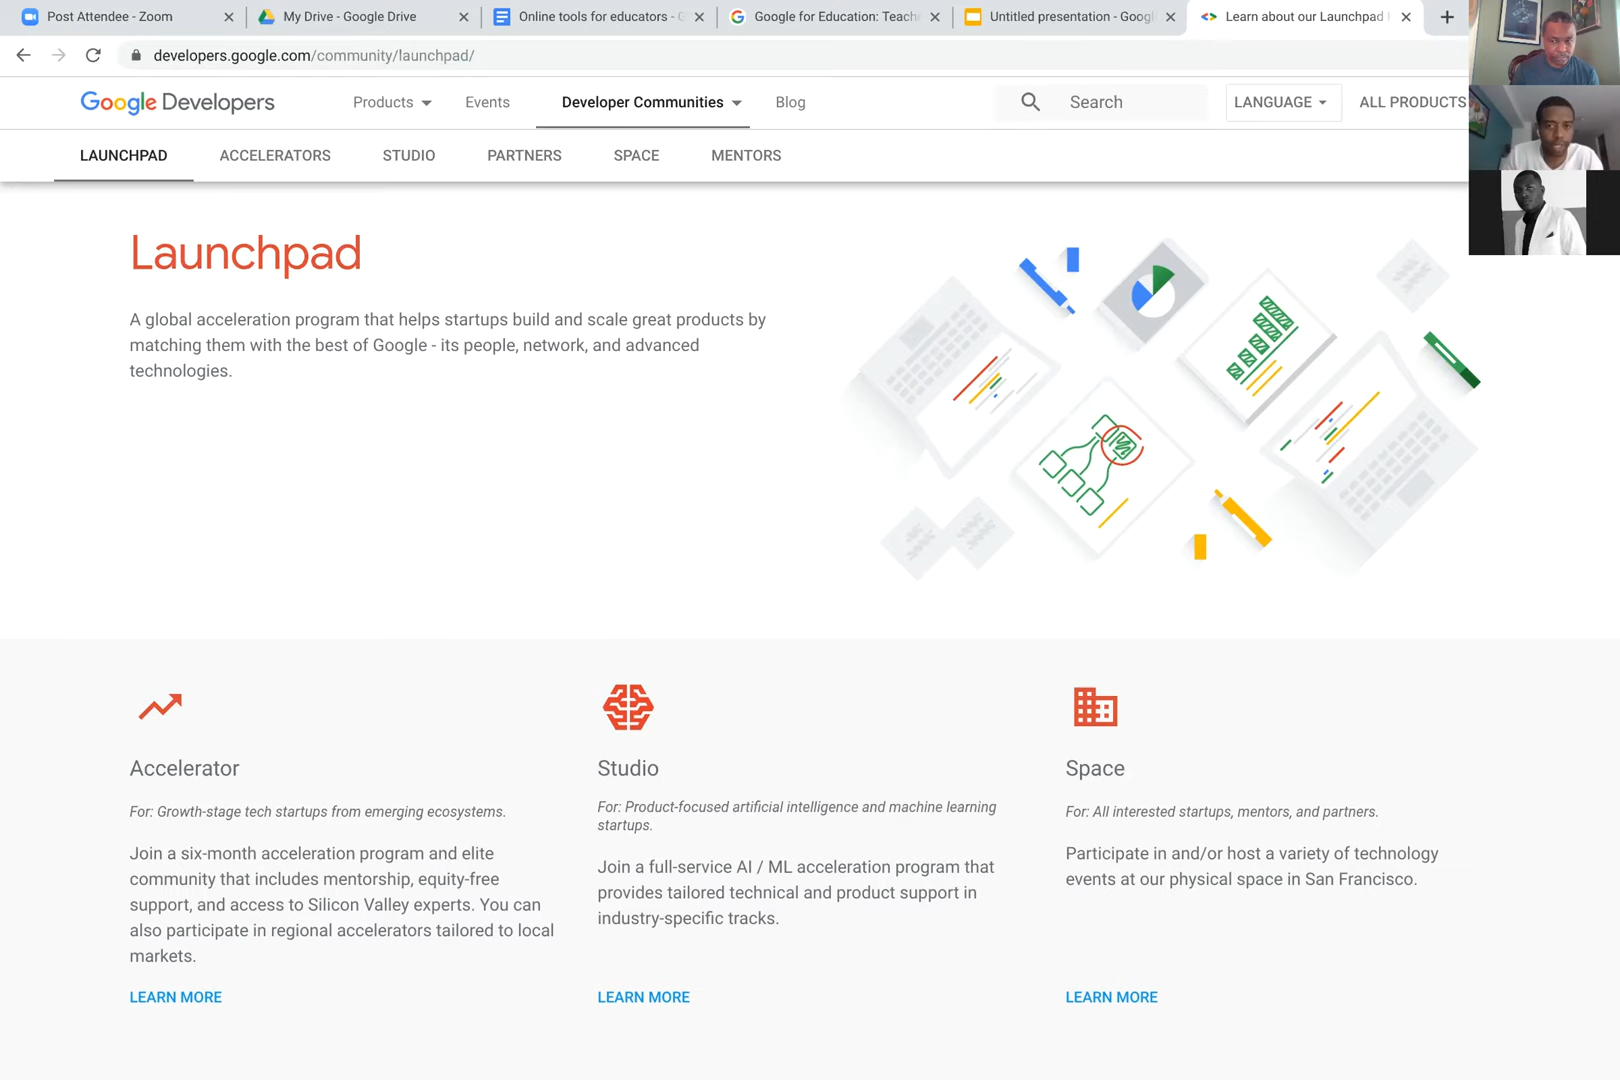 Post Attendee - Zoom
My Drive - Google Drive
Online tools for educators - G
Google for Education: Teach
Untitled presentation - Googl
Learn about our Launchpad
developers.google.com/community/launchpad/
Google Developers
Products
Events
Developer Communities
Blog
Search
LANGUAGE
ALL PRODUCTS
LAUNCHPAD
ACCELERATORS
STUDIO
PARTNERS
SPACE
MENTORS
Launchpad
A global acceleration program that helps startups build and scale great products by
matching them with the best of Google - its people, network, and advanced
technologies.
Accelerator
For: Growth-stage tech startups from emerging ecosystems.
Join a six-month acceleration program and elite
community that includes mentorship, equity-free
support, and access to Silicon Valley experts. You can
also participate in regional accelerators tailored to local
markets.
LEARN MORE
Studio
For: Product-focused artificial intelligence and machine learning
startups.
Join a full-service AI / ML acceleration program that
provides tailored technical and product support in
industry-specific tracks.
LEARN MORE
Space
For: All interested startups, mentors, and partners.
Participate in and/or host a variety of technology
events at our physical space in San Francisco.
LEARN MORE